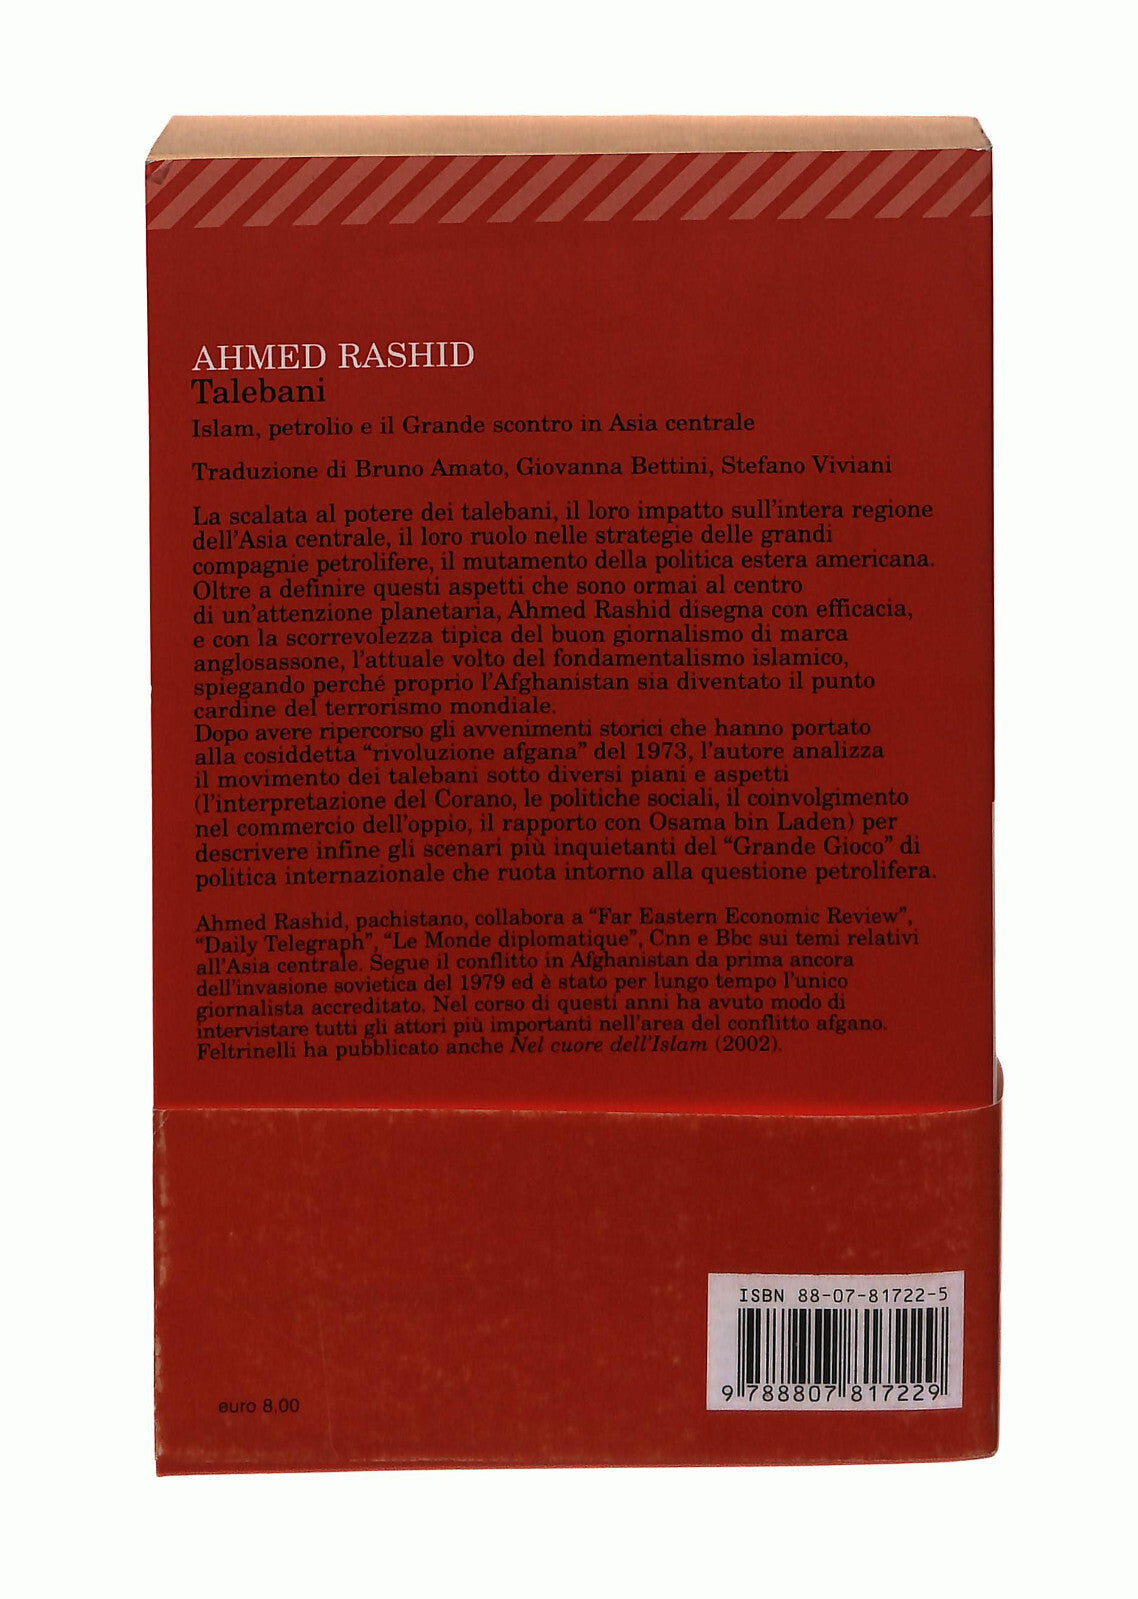 AHMED RASHID
Talebani
Islam, petrolio e il Grande scontro in Asia centrale
Traduzione di Bruno Amato, Giovanna Bettini, Stefano Viviani
La scalata al potere dei talebani, il loro impatto sull'intera regione
dell'Asia centrale, il loro ruolo nelle strategie delle grandi
compagnie petrolifere, il mutamento della politica estera americana.
Oltre a definire questi aspetti che sono ormai al centro
di un'attenzione planetaria, Ahmed Rashid disegna con efficacia,
e con la scorrevolezza tipica del buon giornalismo di marca
anglosassone, l'attuale volto del fondamentalismo islamico,
spiegando perché proprio l'Afghanistan sia diventato il punto
cardine del terrorismo mondiale.
Dopo avere ripercorso gli avvenimenti storici che hanno portato
alla cosiddetta “rivoluzione afgana” del 1973, l'autore analizza
il movimento dei talebani sotto diversi piani e aspetti
(l'interpretazione del Corano, le politiche sociali, il coinvolgimento
nel commercio dell'oppio, il rapporto con Osama bin Laden) per
descrivere infine gli scenari più inquietanti del “Grande Gioco” di
politica internazionale che ruota intorno alla questione petrolifera.
Ahmed Rashid, pachistano, collabora a “Far Eastern Economic Review”,
“Daily Telegraph”, “Le Monde diplomatique”, Cnn e Bbc sui temi relativi
all'Asia centrale. Segue il conflitto in Afghanistan da prima ancora
dell'invasione sovietica del 1979 ed è stato per lungo tempo l'unico
giornalista accreditato. Nel corso di questi anni ha avuto modo di
intervistare tutti gli attori più importanti nell'area del conflitto afgano.
Feltrinelli ha pubblicato anche Nel cuore dell'Islam (2002).
ISBN 88-07-81722-5
9 788807 817229
euro 8,00